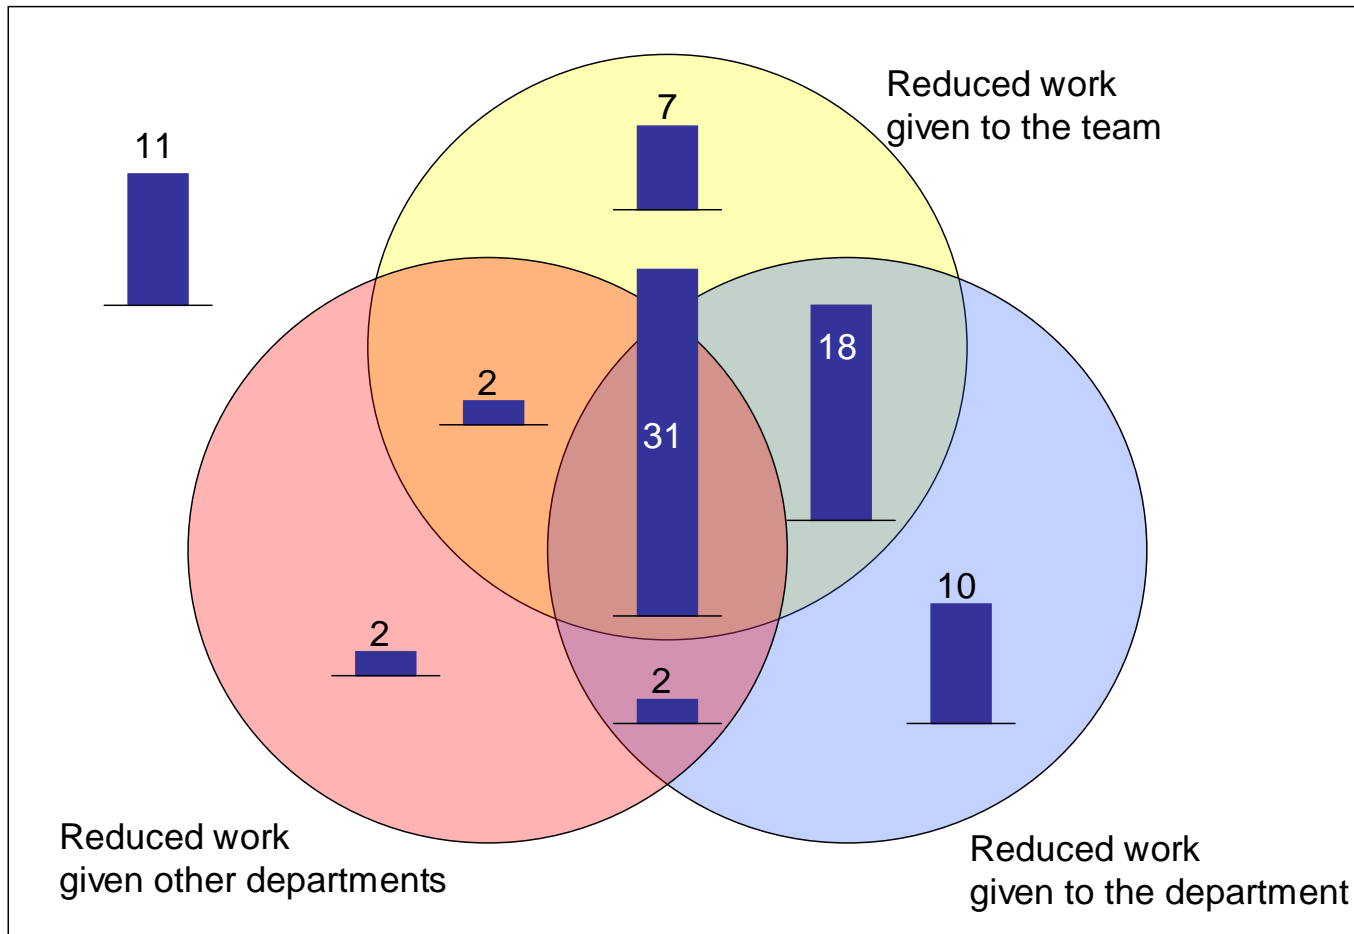 Reduced work
given to the team
7
11
18
2
31
10
2
2
Reduced work
given other departments
Reduced work
given to the department